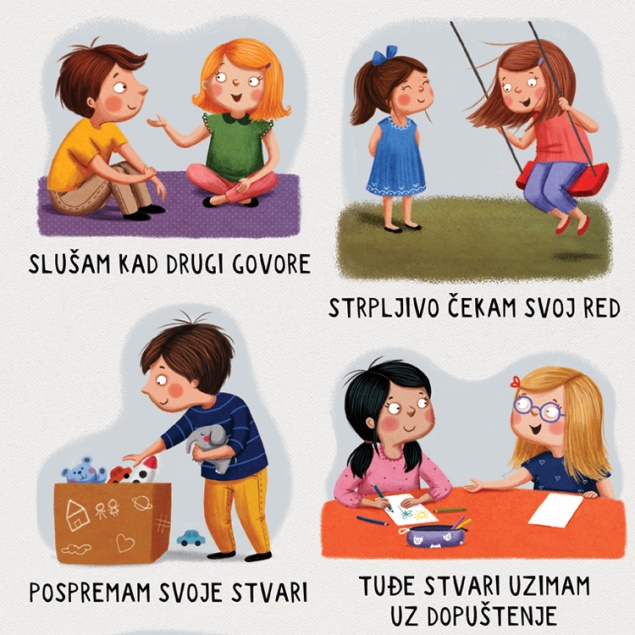 SLUŠAM KAD DRUGI GOVORE
STRPLJIVO ČEKAM SVOJ RED
POSPREMAM SVOJE STVARI
TUĐE STVARI UZIMAM
UZ DOPUŠTENJE